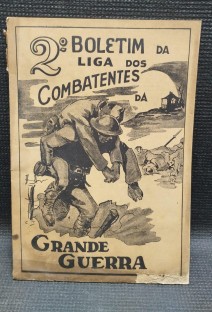 2º BOLETIM DA
LIGA DOS
COMBATENTES
DA
GRANDE
GUERRA